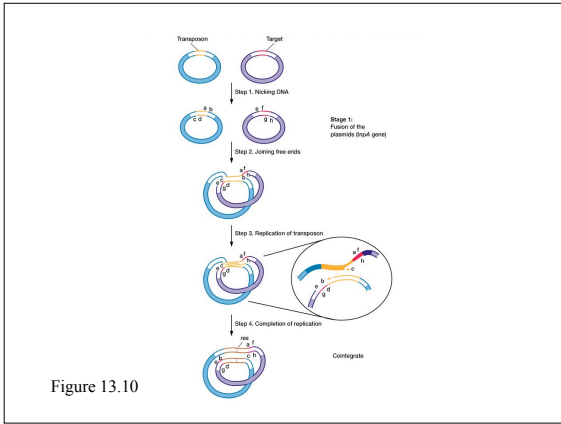 Transposon
Target
Step 1. Nicking DNA
a b
c d
e f
g h
Stage 1:
Fusion of the
plasmids (tnpA gene)
Step 2. Joining free ends
a f
b h
e c
g d
Step 3. Replication of transposon
a f
h
e c
g d
a f
h
c
b
e d
g
Step 4. Completion of replication
res
a f
e b c h
g d
Cointegrate
Figure 13.10